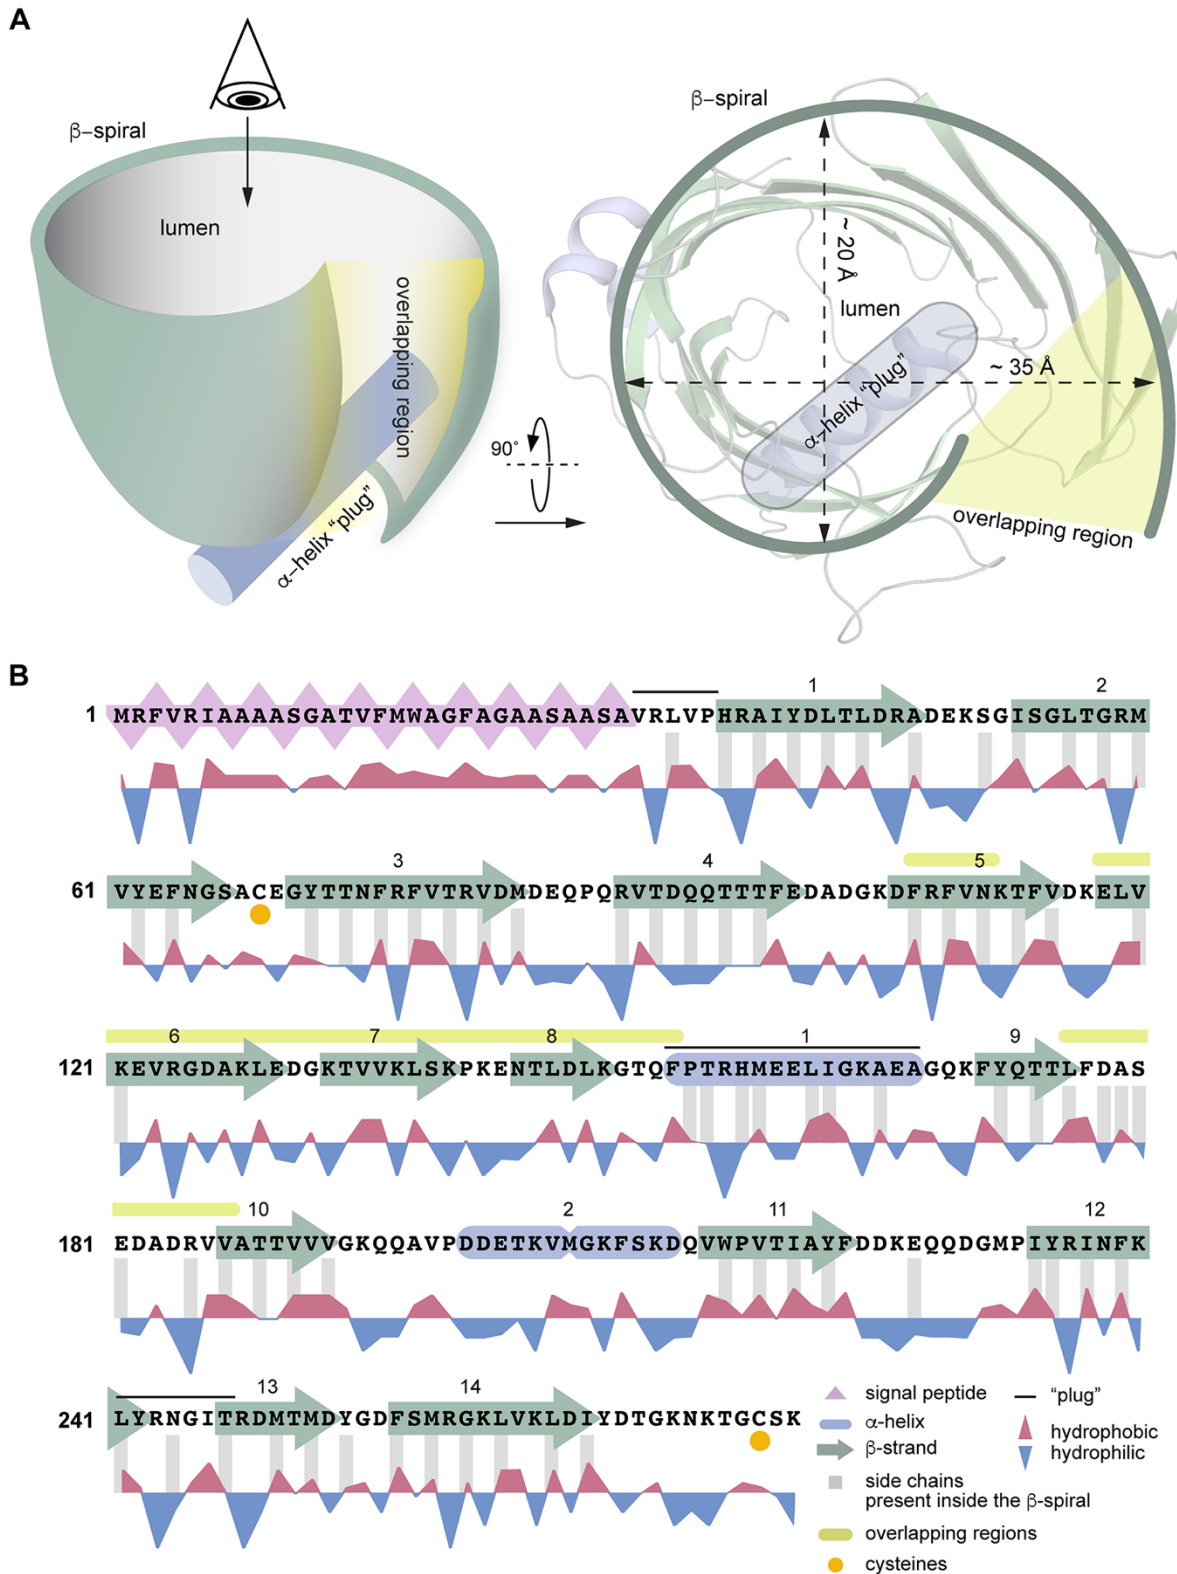 A
β–spiral
lumen
overlapping region
α–helix "plug"
90°
β–spiral
~ 20 Å
lumen
~ 35 Å
α–helix "plug"
overlapping region
B
1 2
1 MRFVRIAAAASGATVFMWAGFAGAASAASAVRLVPHRAIYDLTLDRADEKSGISGLTGRM
3 4 5
61 VYEFNGSACEGYTTNFRFVTRVDMDEQPQRVTDQQTTTFEDADGKDFRFVNKTFVDKELV
6 7 8 1 9
121 KEVRGDAKLEDGKTVVKLSKPKENTLDLKGTQFPTRHMEELIGKAEAGQKFYQTTLFDAS
10 2 11 12
181 EDADRVVATTVVVGKQQAVPDDETKVMGKFSKDQVWPVTIAYFDDKEQQDGMPIYRINFK
13 14
241 LYRNGITRDMTMDYGDFSMRGKLVKLDIYDTGKNKTGCSK
signal peptide
α–helix
β–strand
side chains
present inside the β-spiral
overlapping regions
cysteines
"plug"
hydrophobic
hydrophilic